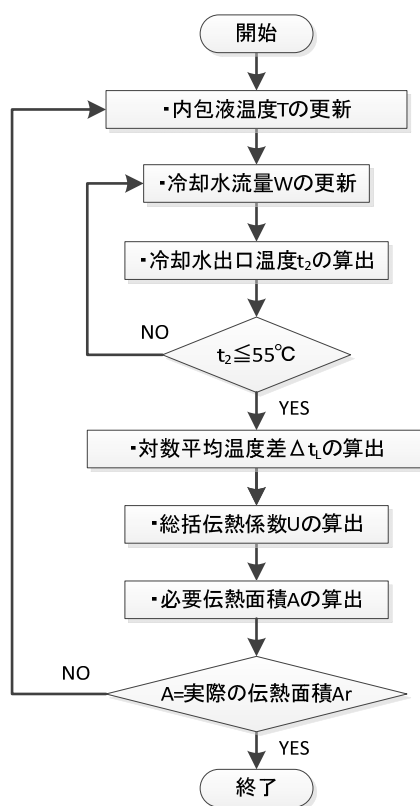 開始
・内包液温度Tの更新
・冷却水流量Wの更新
・冷却水出口温度t₂の算出
NO
t₂≦55℃
YES
・対数平均温度差Δt_Lの算出
・総括伝熱係数Uの算出
・必要伝熱面積Aの算出
NO
A=実際の伝熱面積Ar
YES
終了